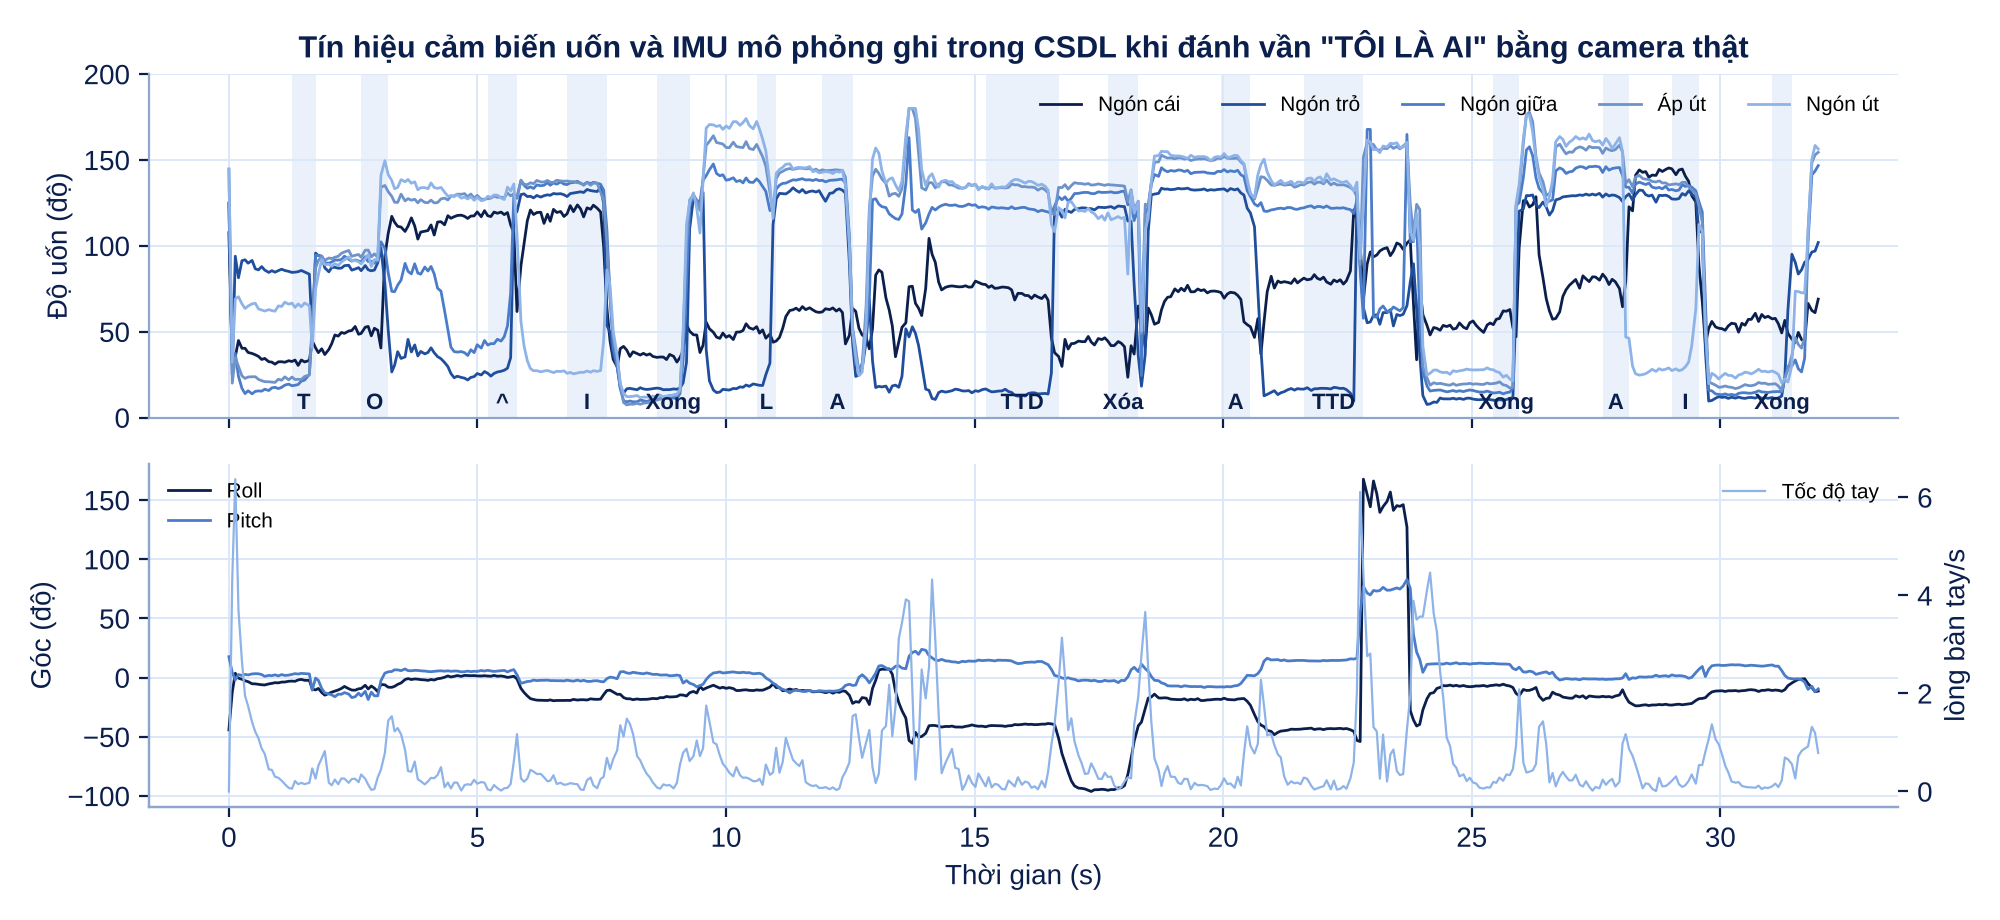 Tín hiệu cảm biến uốn và IMU mô phỏng ghi trong CSDL khi đánh vần "TÔI LÀ AI" bằng camera thật
Độ uốn (độ)
200
150
100
50
0
Ngón cái Ngón trỏ Ngón giữa Áp út Ngón út
T O ^ I Xong L A TTD Xóa A TTD Xong A I Xong
Góc (độ)
150
100
50
0
−50
−100
Roll
Pitch
Tốc độ tay
6
4
2
0
lòng bàn tay/s
0 5 10 15 20 25 30
Thời gian (s)